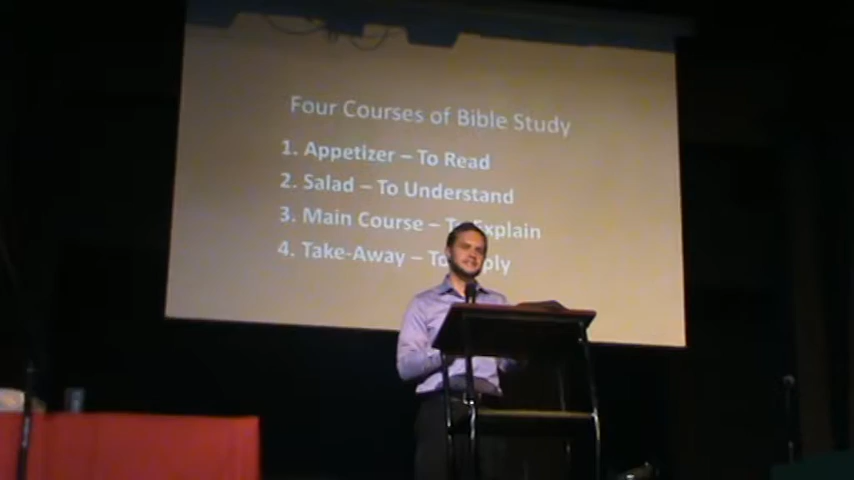 Four Courses of Bible Study
1. Appetizer – To Read
2. Salad – To Understand
3. Main Course – To Explain
4. Take-Away –